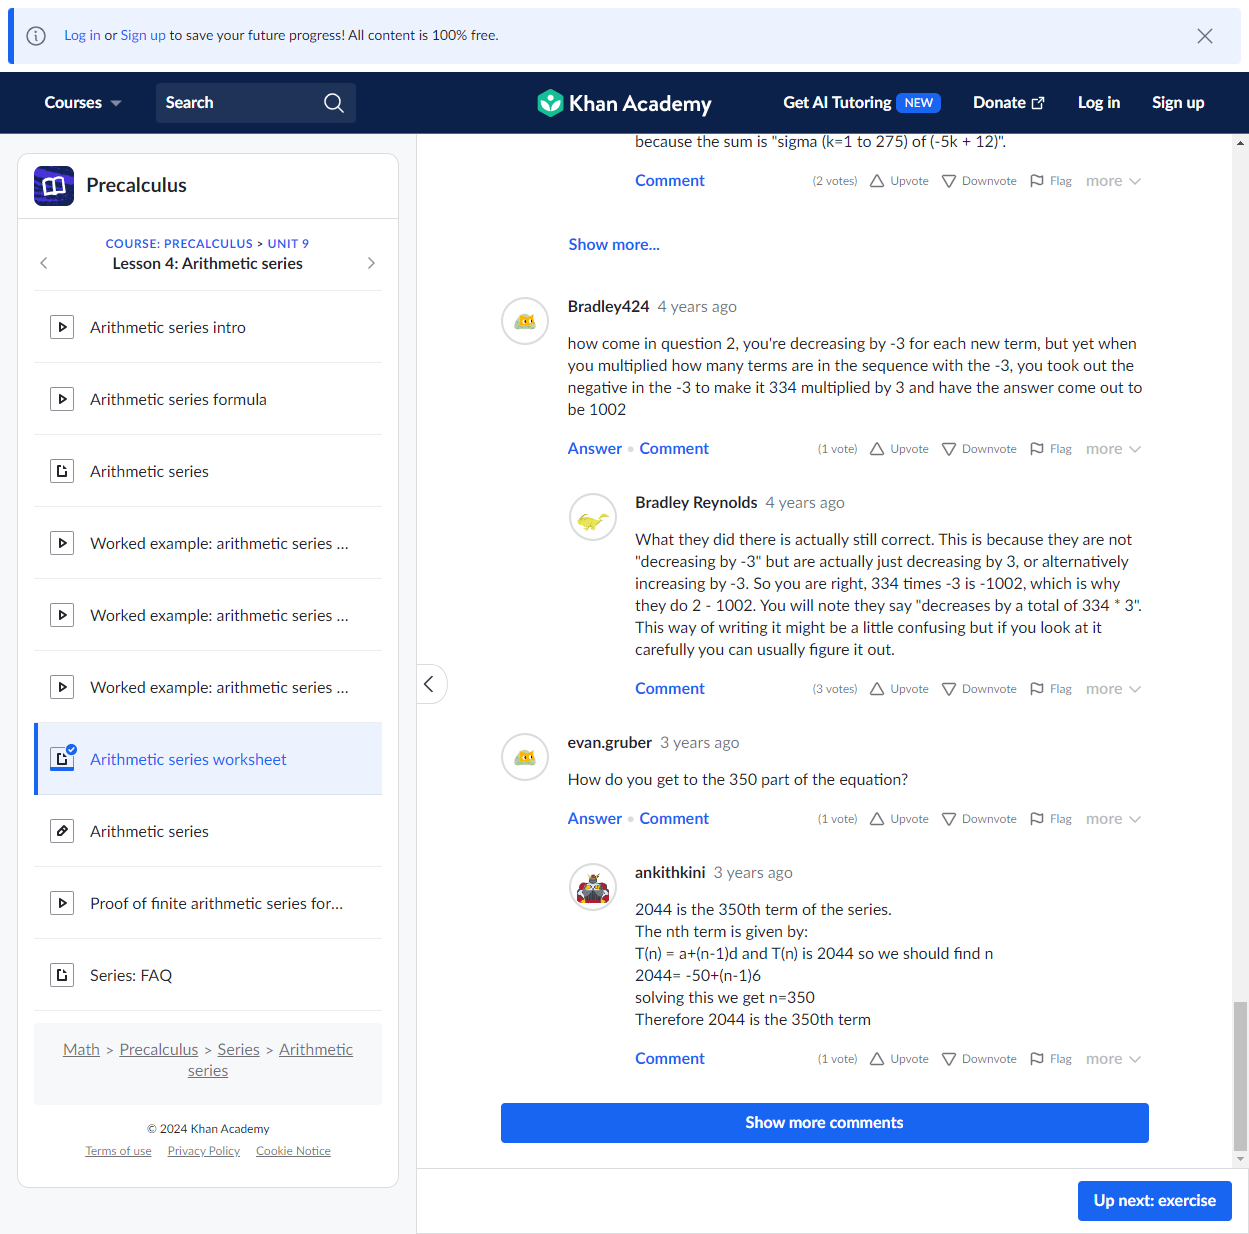 Log in or Sign up to save your future progress! All content is 100% free.
Courses
Search
Khan Academy
Get AI Tutoring NEW
Donate
Log in
Sign up
Precalculus
COURSE: PRECALCULUS > UNIT 9
Lesson 4: Arithmetic series
Arithmetic series intro
Arithmetic series formula
Arithmetic series
Worked example: arithmetic series ...
Worked example: arithmetic series ...
Worked example: arithmetic series ...
Arithmetic series worksheet
Arithmetic series
Proof of finite arithmetic series for...
Series: FAQ
Math > Precalculus > Series > Arithmetic
series
© 2024 Khan Academy
Terms of use Privacy Policy Cookie Notice
because the sum is "sigma (k=1 to 275) of (-5k + 12)".
Comment (2 votes) Upvote Downvote Flag more
Show more...
Bradley424 4 years ago
how come in question 2, you're decreasing by -3 for each new term, but yet when
you multiplied how many terms are in the sequence with the -3, you took out the
negative in the -3 to make it 334 multiplied by 3 and have the answer come out to
be 1002
Answer • Comment (1 vote) Upvote Downvote Flag more
Bradley Reynolds 4 years ago
What they did there is actually still correct. This is because they are not
"decreasing by -3" but are actually just decreasing by 3, or alternatively
increasing by -3. So you are right, 334 times -3 is -1002, which is why
they do 2 - 1002. You will note they say "decreases by a total of 334 * 3".
This way of writing it might be a little confusing but if you look at it
carefully you can usually figure it out.
Comment (3 votes) Upvote Downvote Flag more
evan.gruber 3 years ago
How do you get to the 350 part of the equation?
Answer • Comment (1 vote) Upvote Downvote Flag more
ankithkini 3 years ago
2044 is the 350th term of the series.
The nth term is given by:
T(n) = a+(n-1)d and T(n) is 2044 so we should find n
2044= -50+(n-1)6
solving this we get n=350
Therefore 2044 is the 350th term
Comment (1 vote) Upvote Downvote Flag more
Show more comments
Up next: exercise